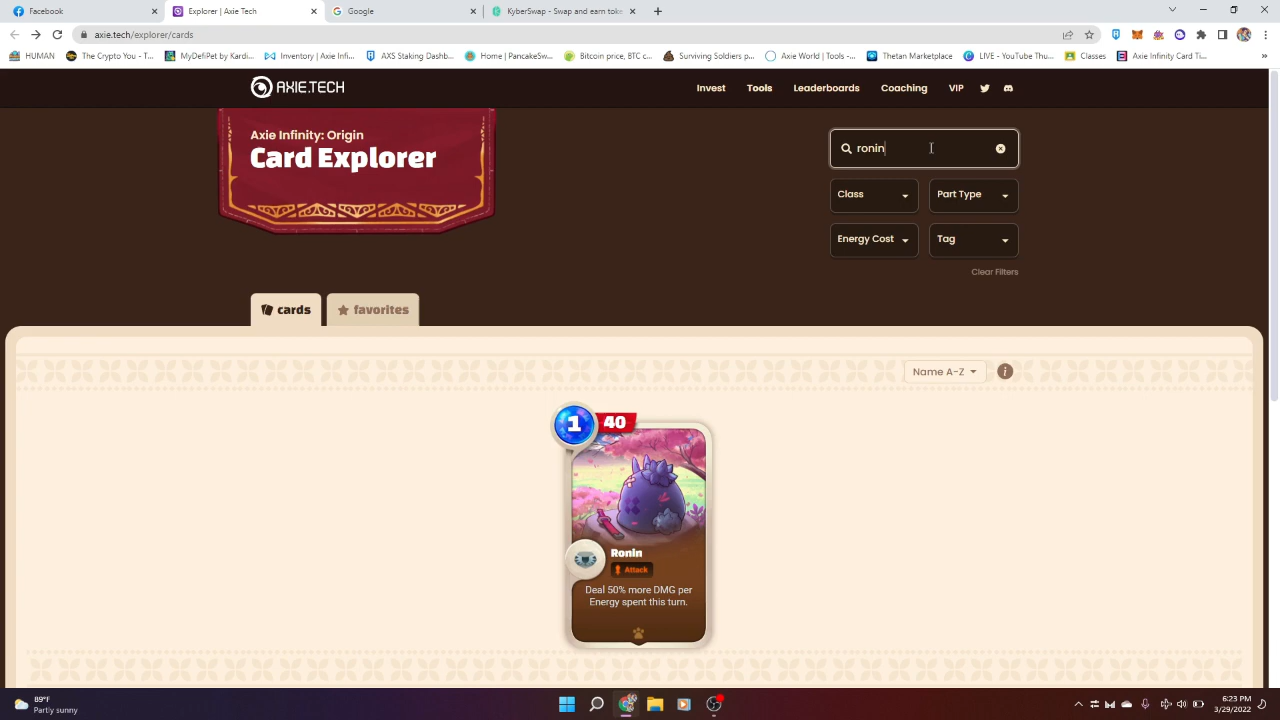 Facebook
Explorer | Axie Tech
Google
KyberSwap - Swap and earn toke
axie.tech/explorer/cards
HUMAN
The Crypto You - T...
MyDefiPet by Kardi...
Inventory | Axie Infi...
AXS Staking Dashb...
Home | PancakeSw...
Bitcoin price, BTC c...
Surviving Soldiers p...
Axie World | Tools -...
Thetan Marketplace
LIVE - YouTube Thu...
Classes
Axie Infinity Card Ti...
AXIE.TECH
Invest
Tools
Leaderboards
Coaching
VIP
Axie Infinity: Origin
Card Explorer
ronin
Class
Part Type
Energy Cost
Tag
Clear Filters
cards
favorites
Name A-Z
i
1
40
Ronin
Attack
Deal 50% more DMG per
Energy spent this turn.
89°F
Partly sunny
6:23 PM
3/29/2022